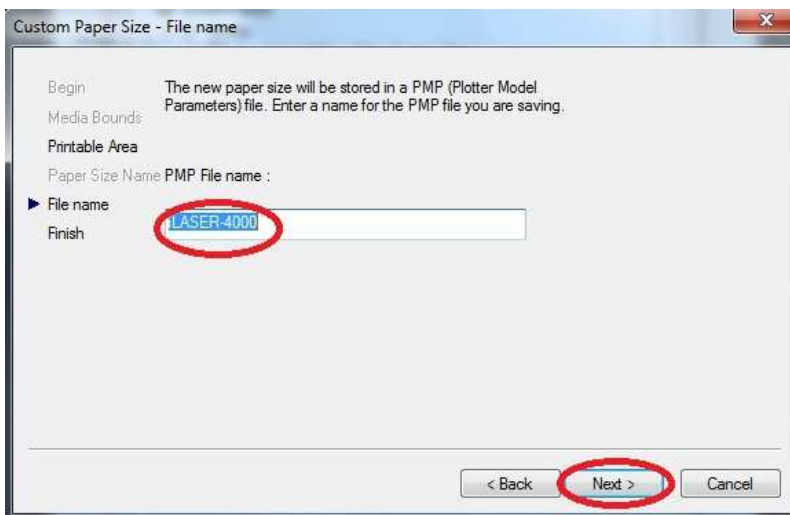 Custom Paper Size - File name
Begin
The new paper size will be stored in a PMP (Plotter Model
Parameters) file. Enter a name for the PMP file you are saving.
Media Bounds
Printable Area
Paper Size Name PMP File name :
File name
LASER-4000
Finish
< Back Next > Cancel